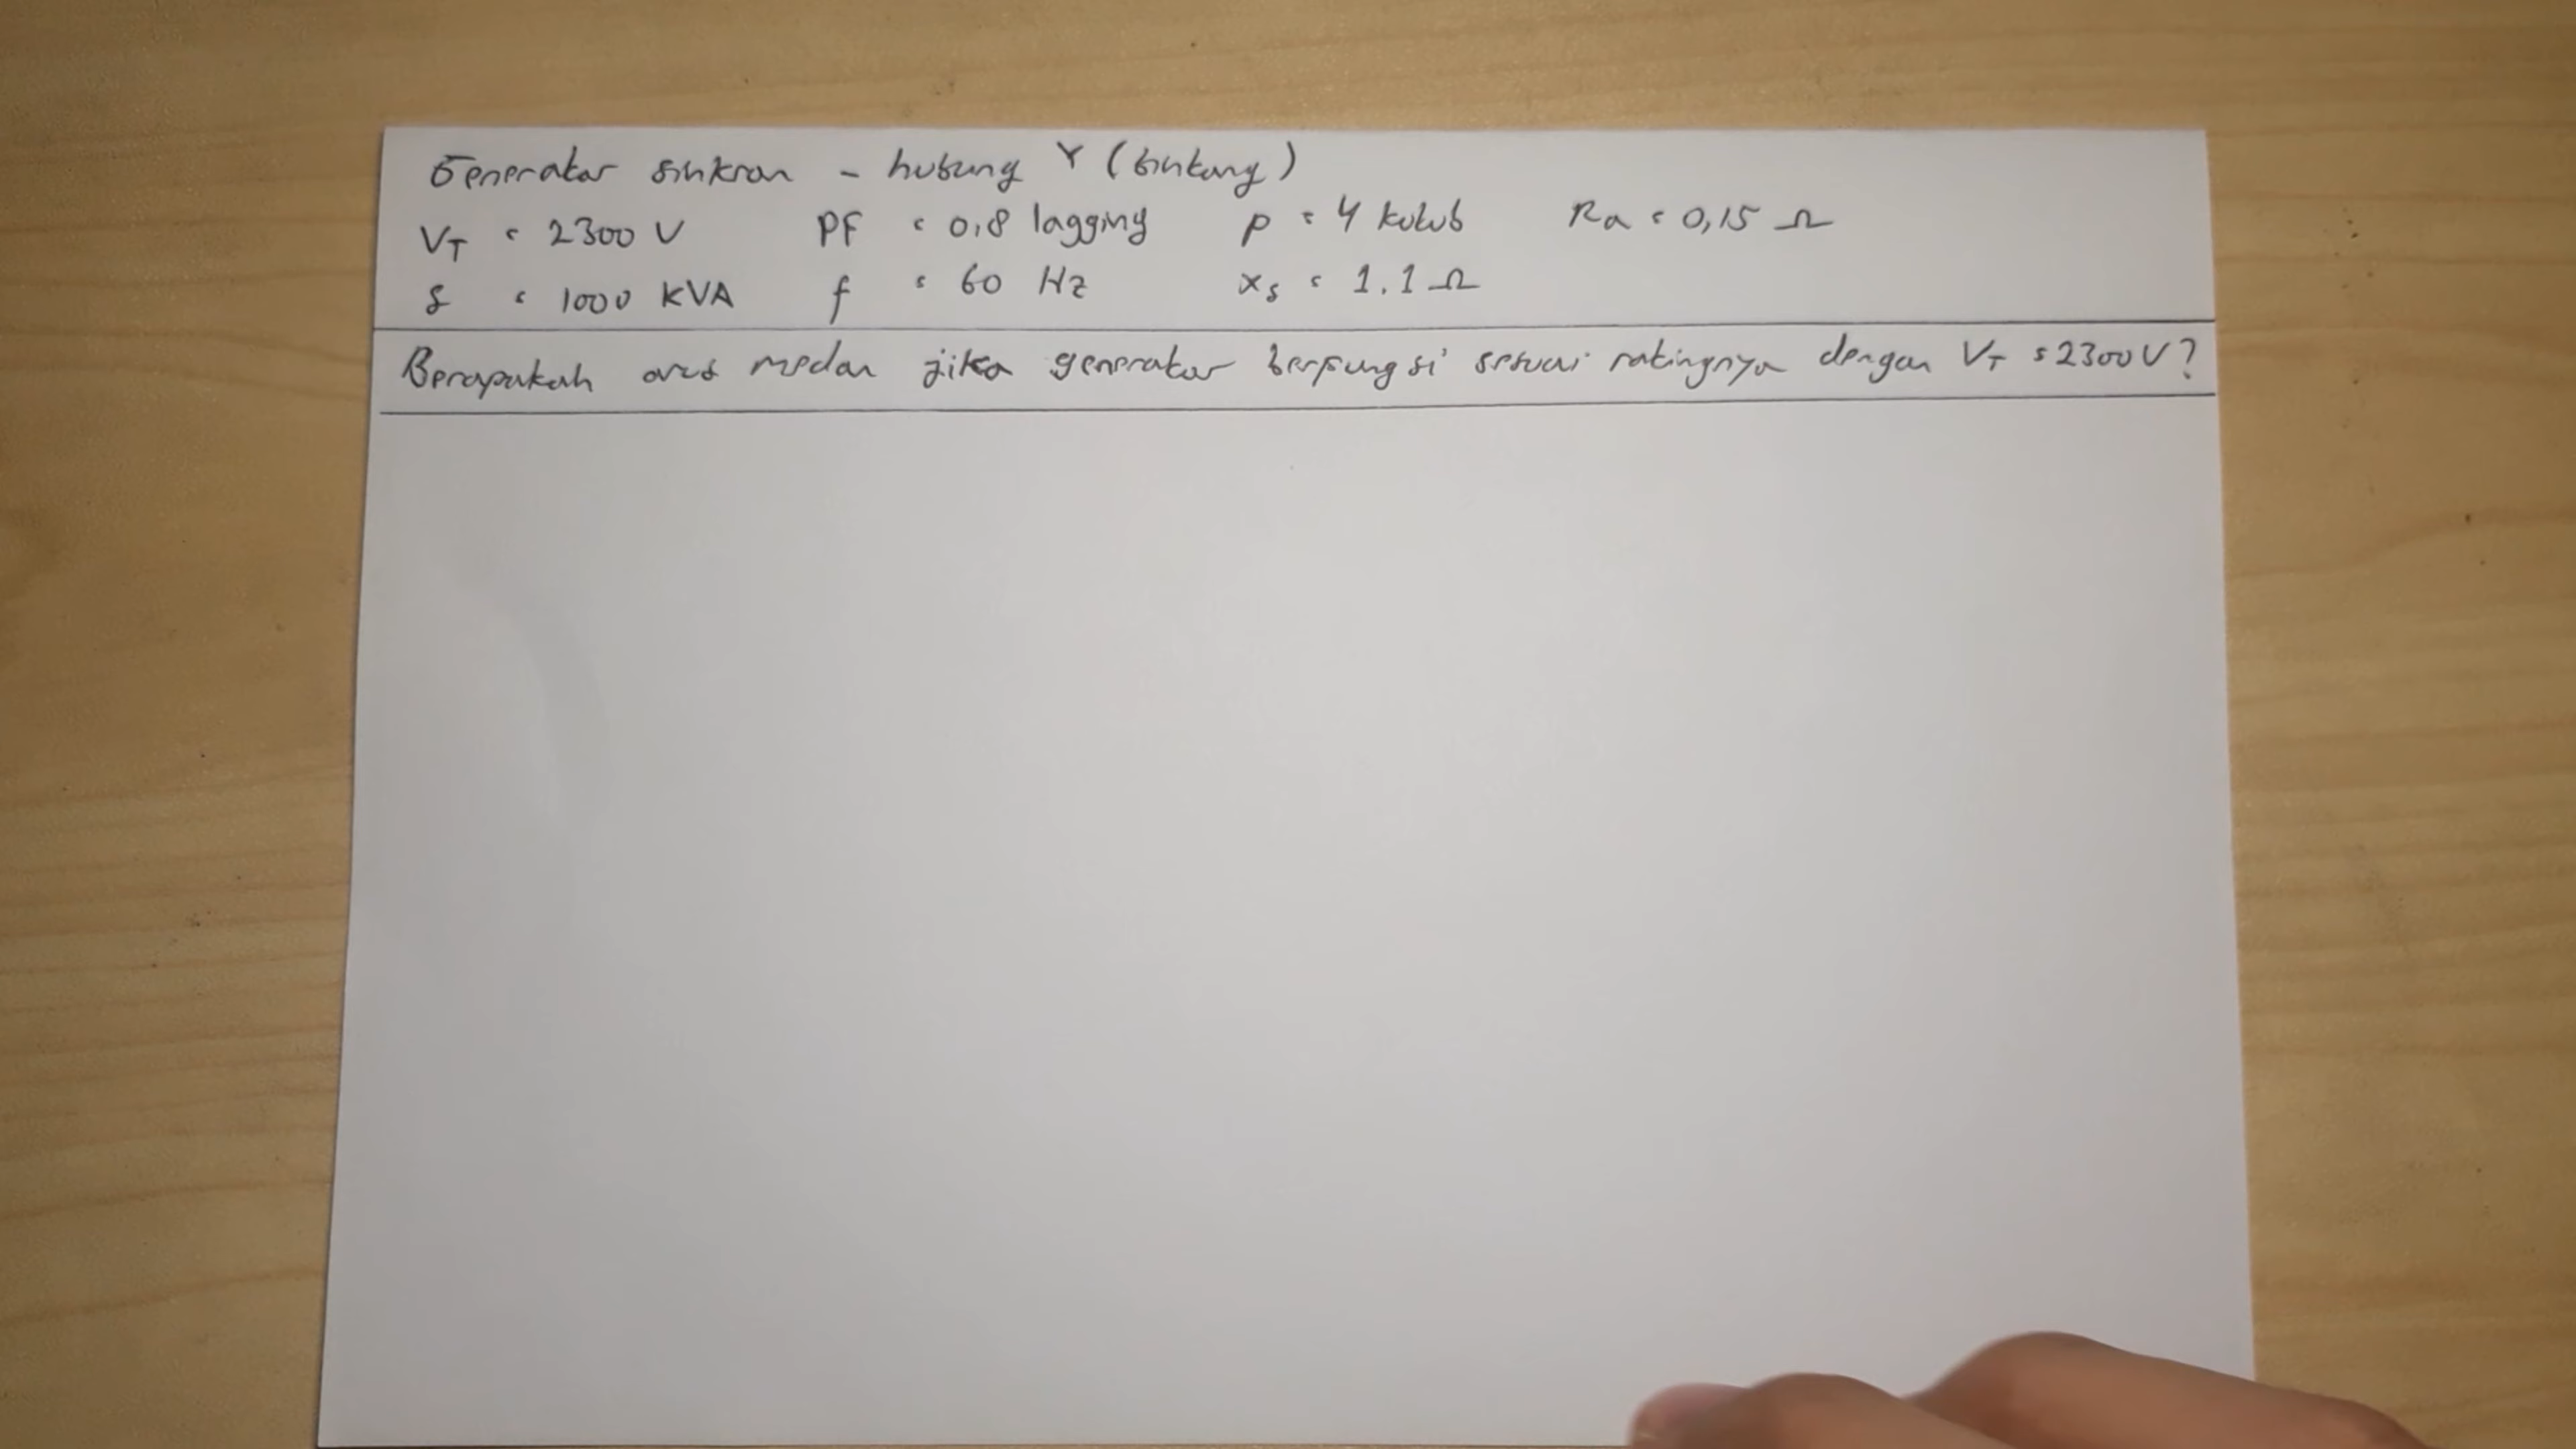 Generator sinkron - hubung Y (bintang)
VT = 2300 V PF = 0,8 lagging P = 4 kutub Ra = 0,15 Ω
S = 1000 KVA f = 60 Hz Xs = 1.1 Ω
Berapakah arus medan jika generator berfungsi sesuai ratingnya dengan VT = 2300 V?